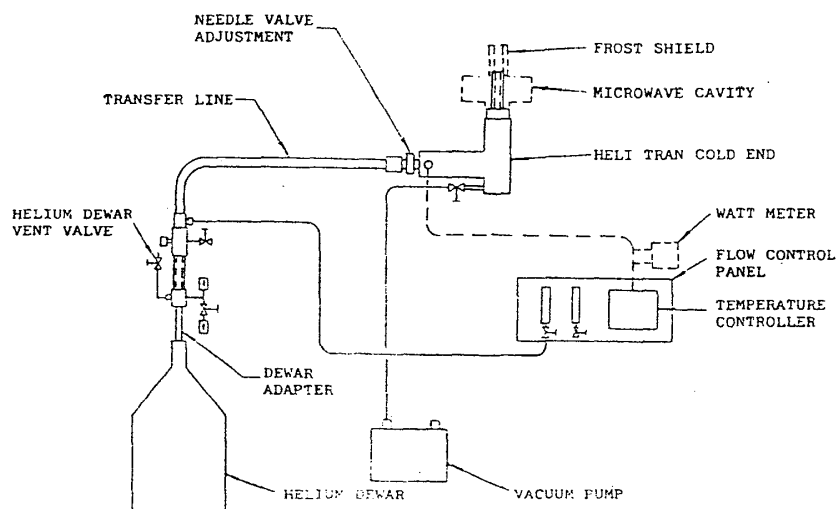 NEEDLE VALVE
ADJUSTMENT
FROST SHIELD
MICROWAVE CAVITY
TRANSFER LINE
HELI TRAN COLD END
HELIUM DEWAR
VENT VALVE
WATT METER
FLOW CONTROL
PANEL
TEMPERATURE
CONTROLLER
DEWAR
ADAPTER
HELIUM DEWAR
VACUUM PUMP